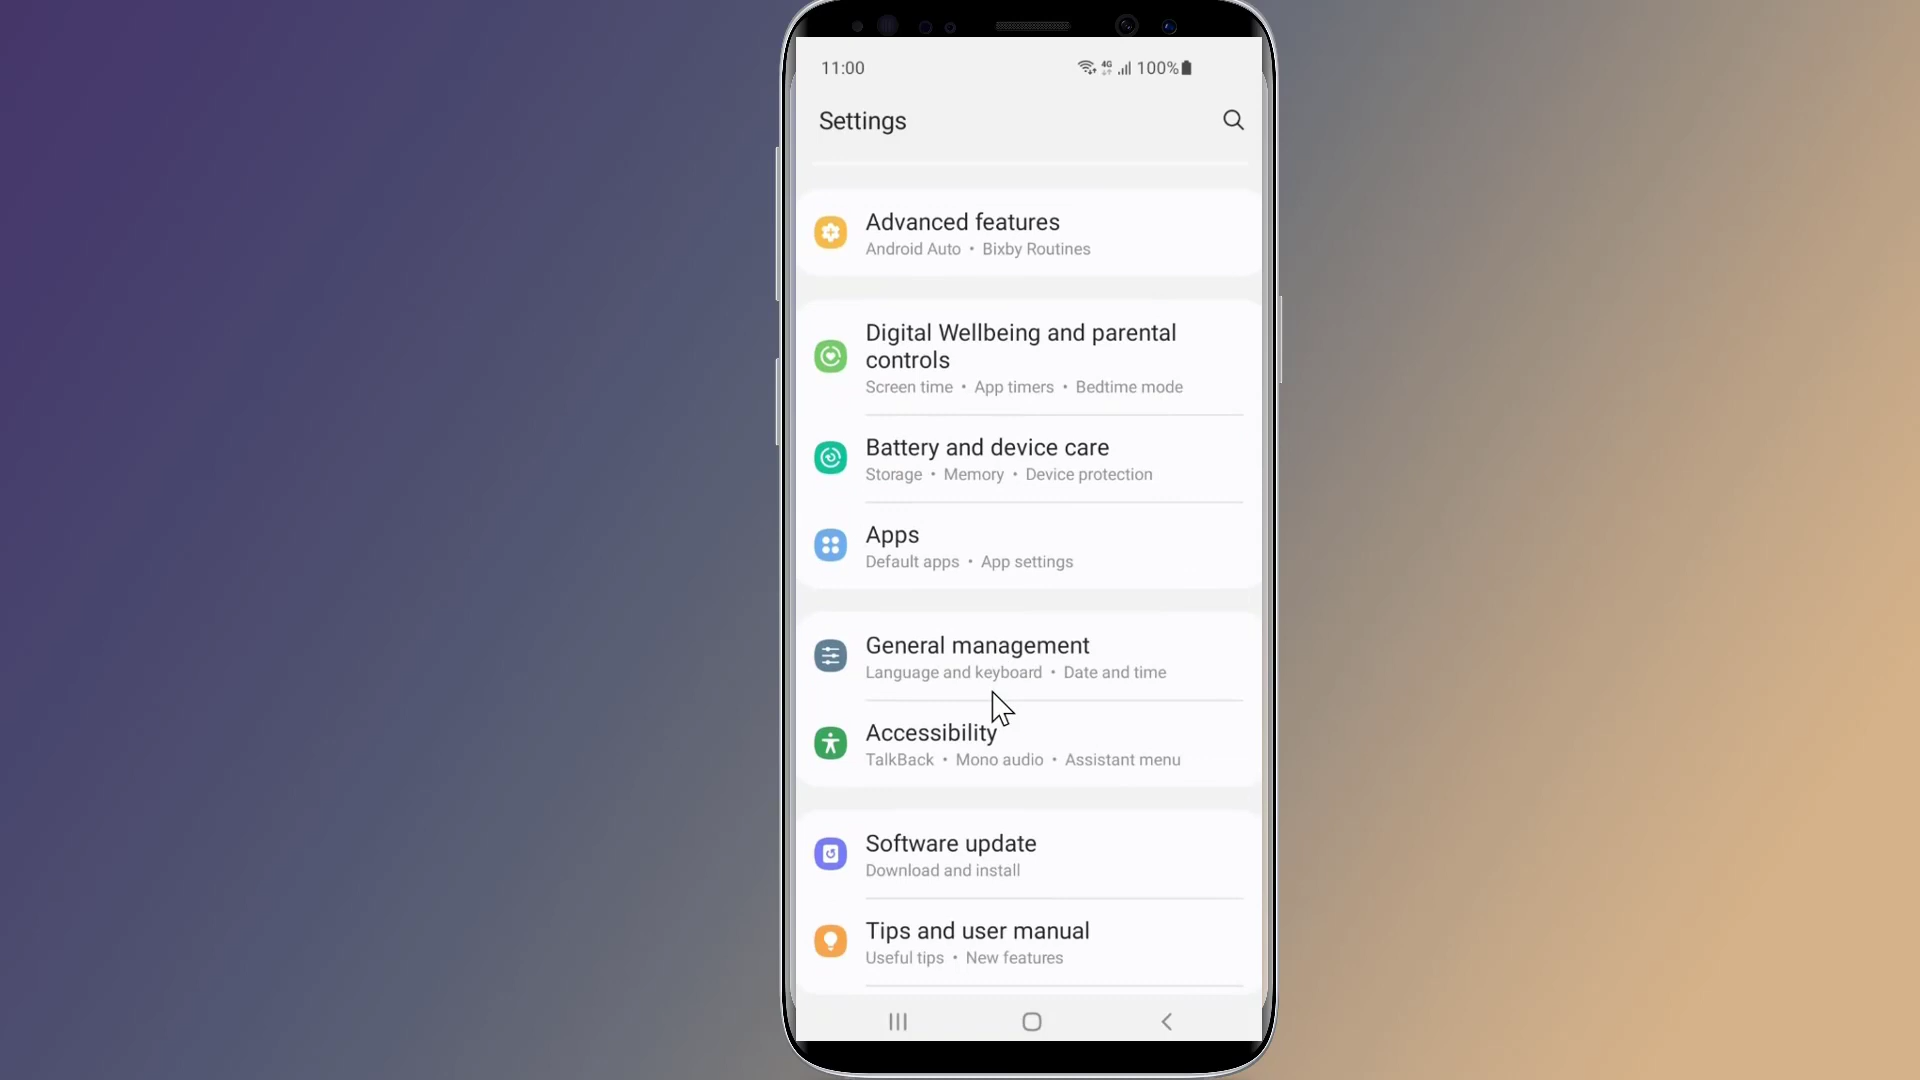 11:00
4G 100%
Settings
Advanced features
Android Auto • Bixby Routines
Digital Wellbeing and parental
controls
Screen time • App timers • Bedtime mode
Battery and device care
Storage • Memory • Device protection
Apps
Default apps • App settings
General management
Language and keyboard • Date and time
Accessibility
TalkBack • Mono audio • Assistant menu
Software update
Download and install
Tips and user manual
Useful tips • New features